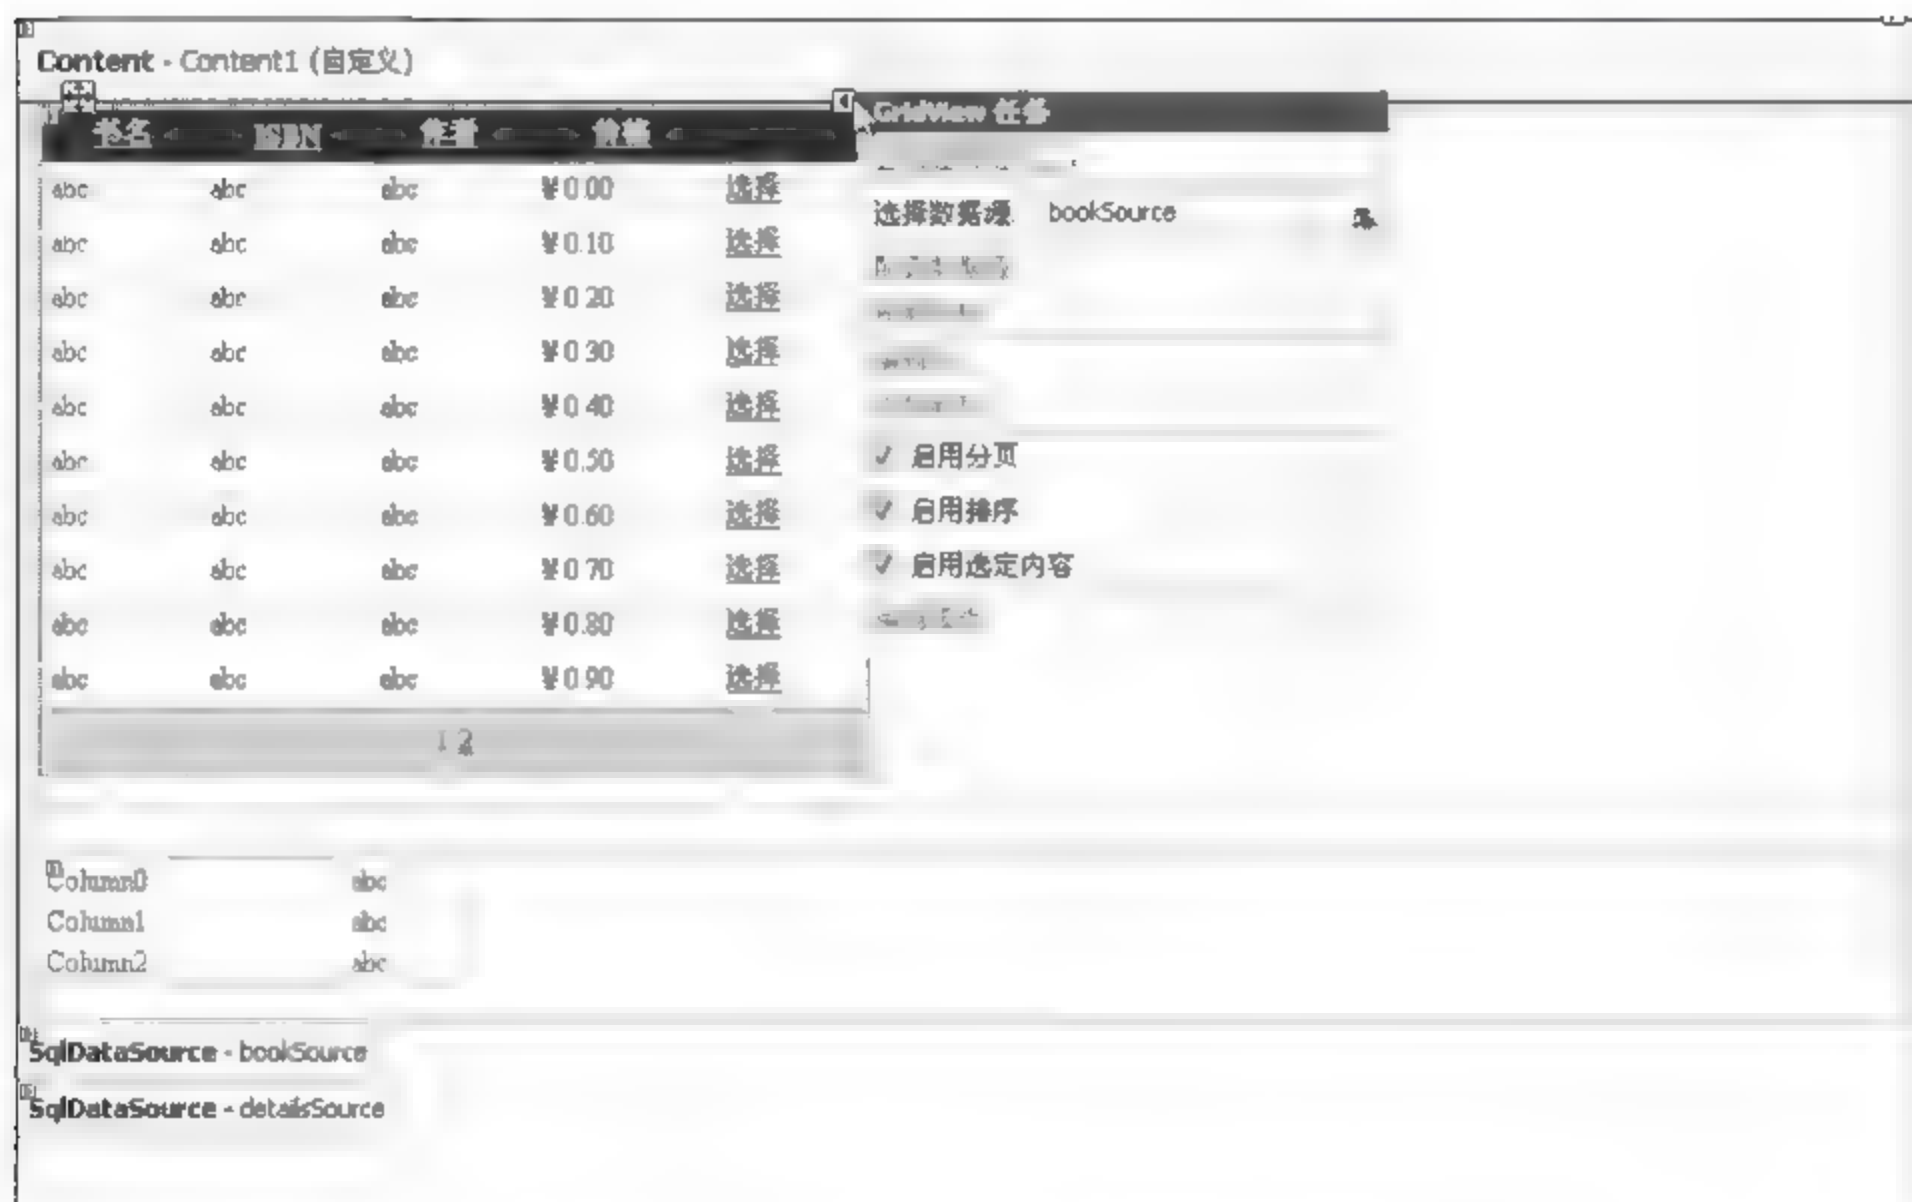 Content - Content1 (自定义)
书名 ISBN 作者 价格
GridView 任务
abc abc abc ¥0.00 选择
选择数据源 bookSource
abc abc abc ¥0.10 选择
abc abc abc ¥0.20 选择
abc abc abc ¥0.30 选择
abc abc abc ¥0.40 选择
abc abc abc ¥0.50 选择
启用分页
abc abc abc ¥0.60 选择
启用排序
abc abc abc ¥0.70 选择
启用选定内容
abc abc abc ¥0.80 选择
abc abc abc ¥0.90 选择
1 2
Column0 abc
Column1 abc
Column2 abc
SqlDataSource - bookSource
SqlDataSource - detailsSource